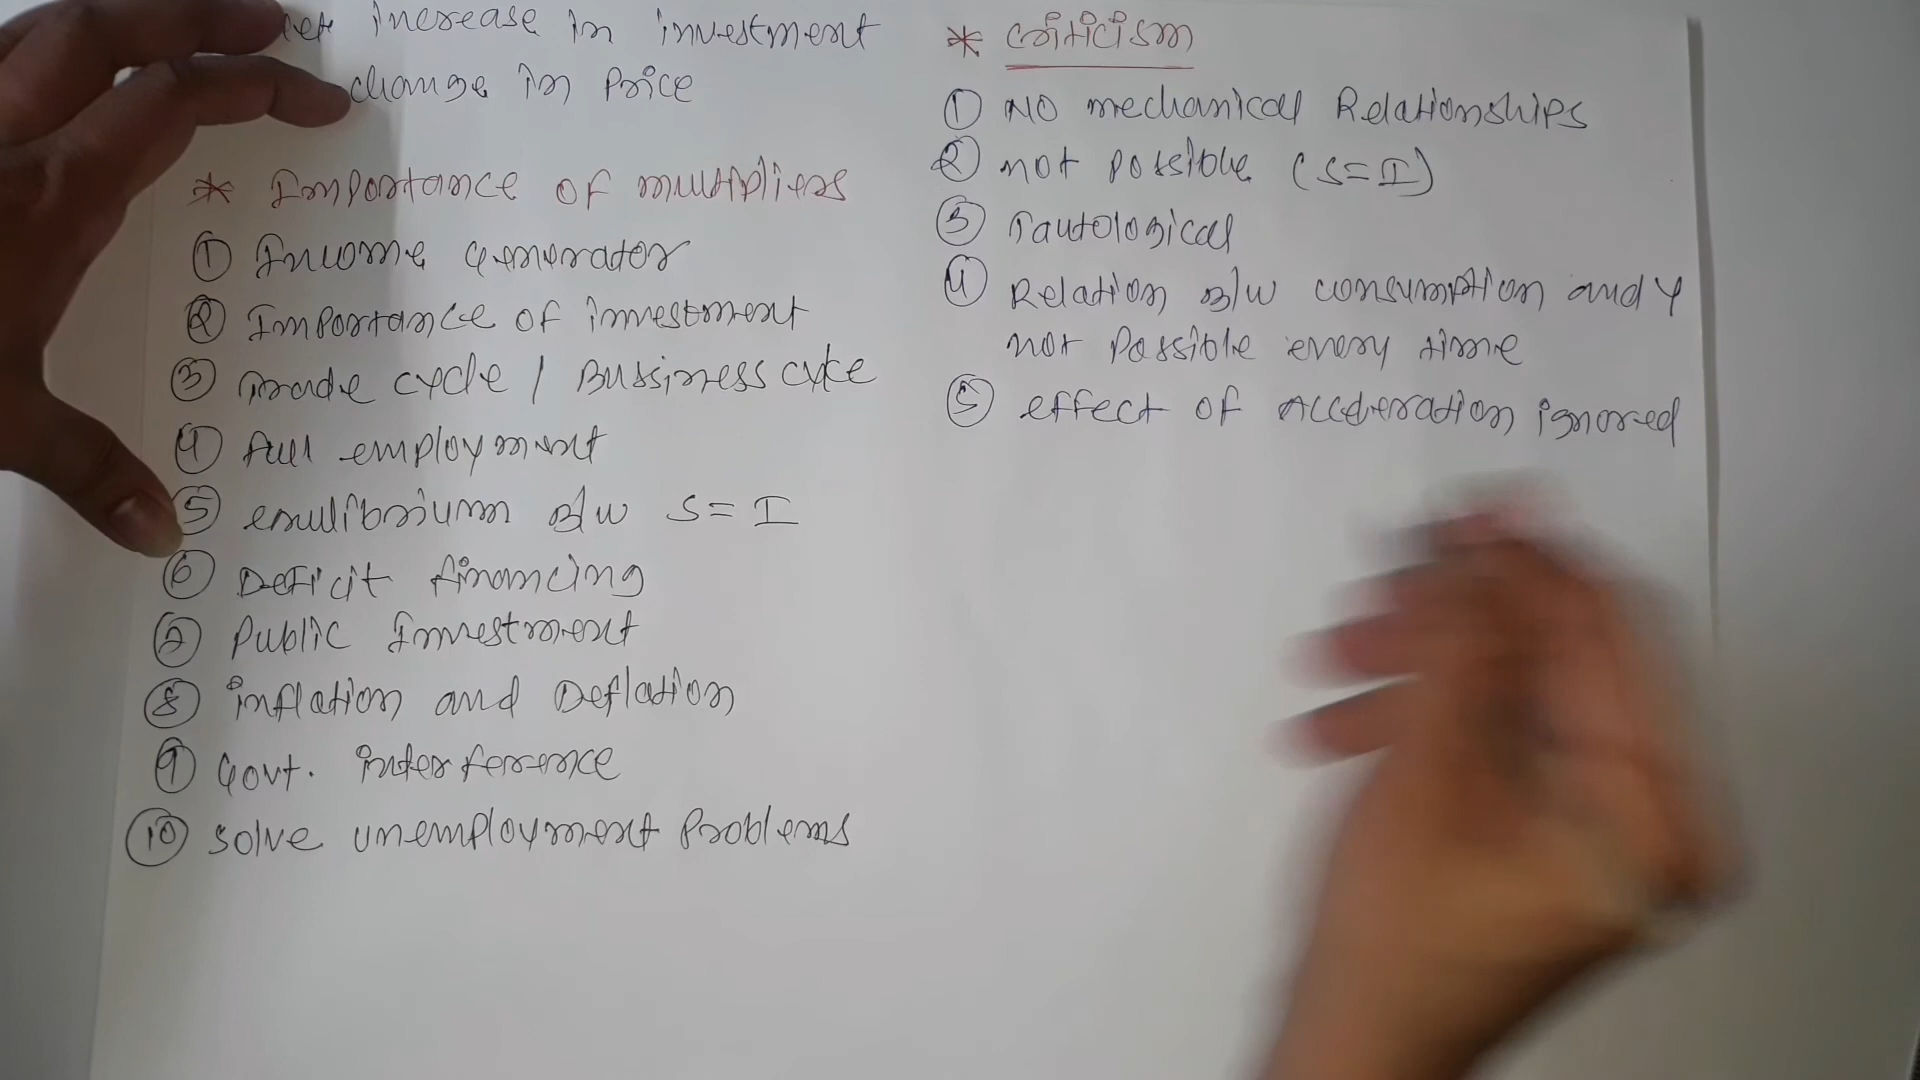 increase in investment
change in Price
* Importance of multipliers
① Income generator
② Importance of investment
③ Trade cycle / Bussiness cycle
④ full employment
⑤ equilibrium b/w S=I
⑥ Deficit financing
⑦ Public Investment
⑧ inflation and Deflation
⑨ Govt. interference
⑩ solve unemployment Problems
* criticism
① NO mechanical Relationships
② not possible (S=I)
③ Tautological
④ Relation b/w consumption and Y
not Possible every time
⑤ effect of Acceleration ignored